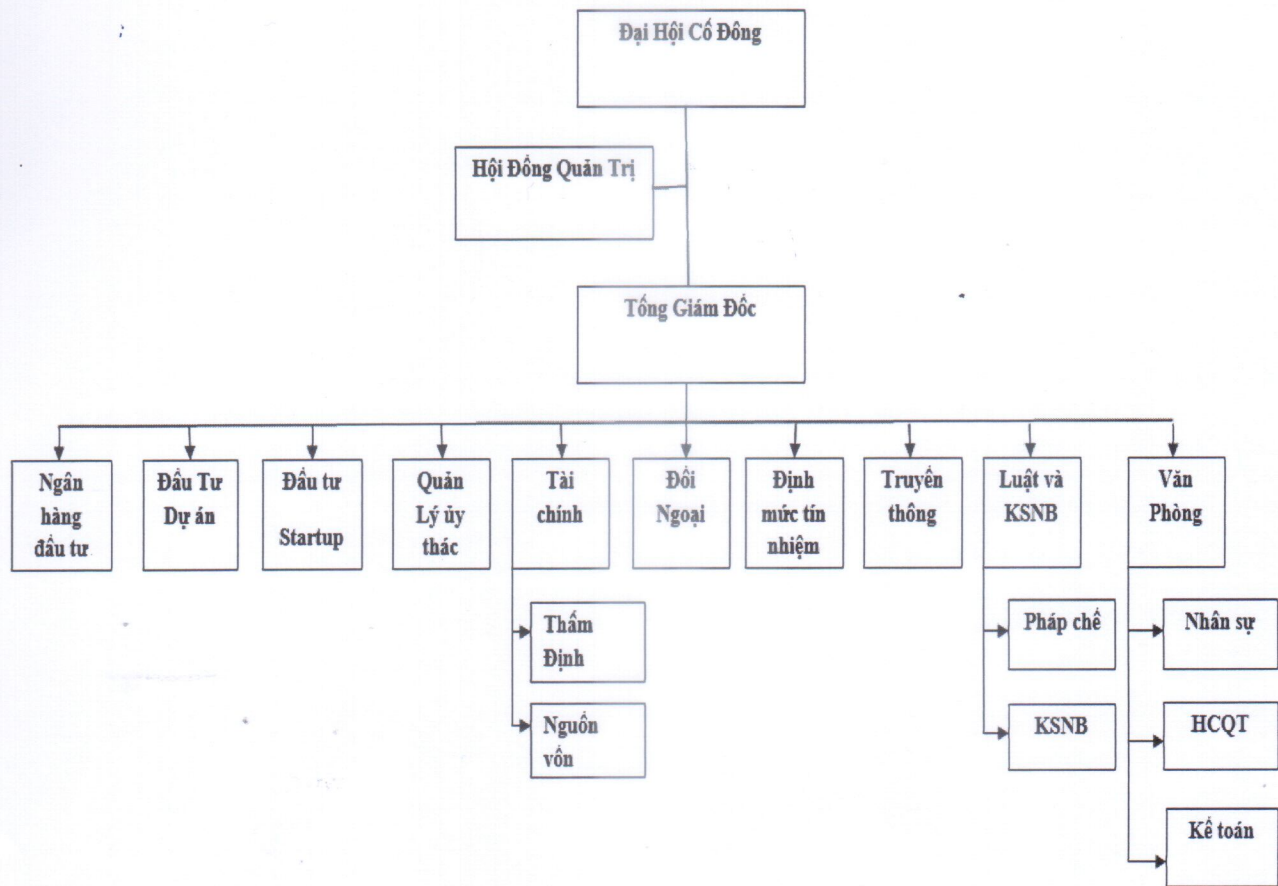 Đại Hội Cổ Đông
Hội Đồng Quản Trị
Tổng Giám Đốc
Ngân
hàng
đầu tư
Đầu Tư
Dự án
Đầu tư
Startup
Quản
Lý ủy
thác
Tài
chính
Đối
Ngoại
Định
mức tín
nhiệm
Truyền
thông
Luật và
KSNB
Văn
Phòng
Thẩm
Định
Nguồn
vốn
Pháp chế
KSNB
Nhân sự
HCQT
Kế toán